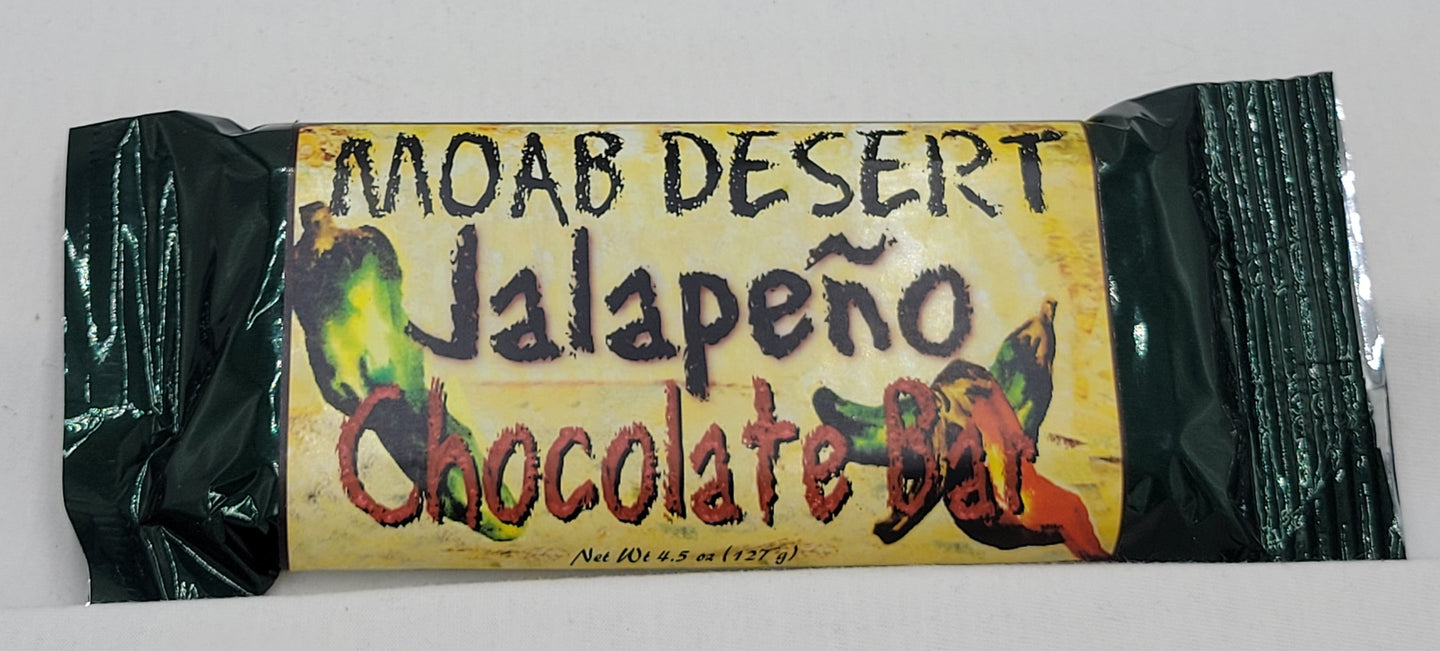 MOAB DESERT
Jalapeño
Chocolate Bar
Net Wt 4.5 oz (127 g)